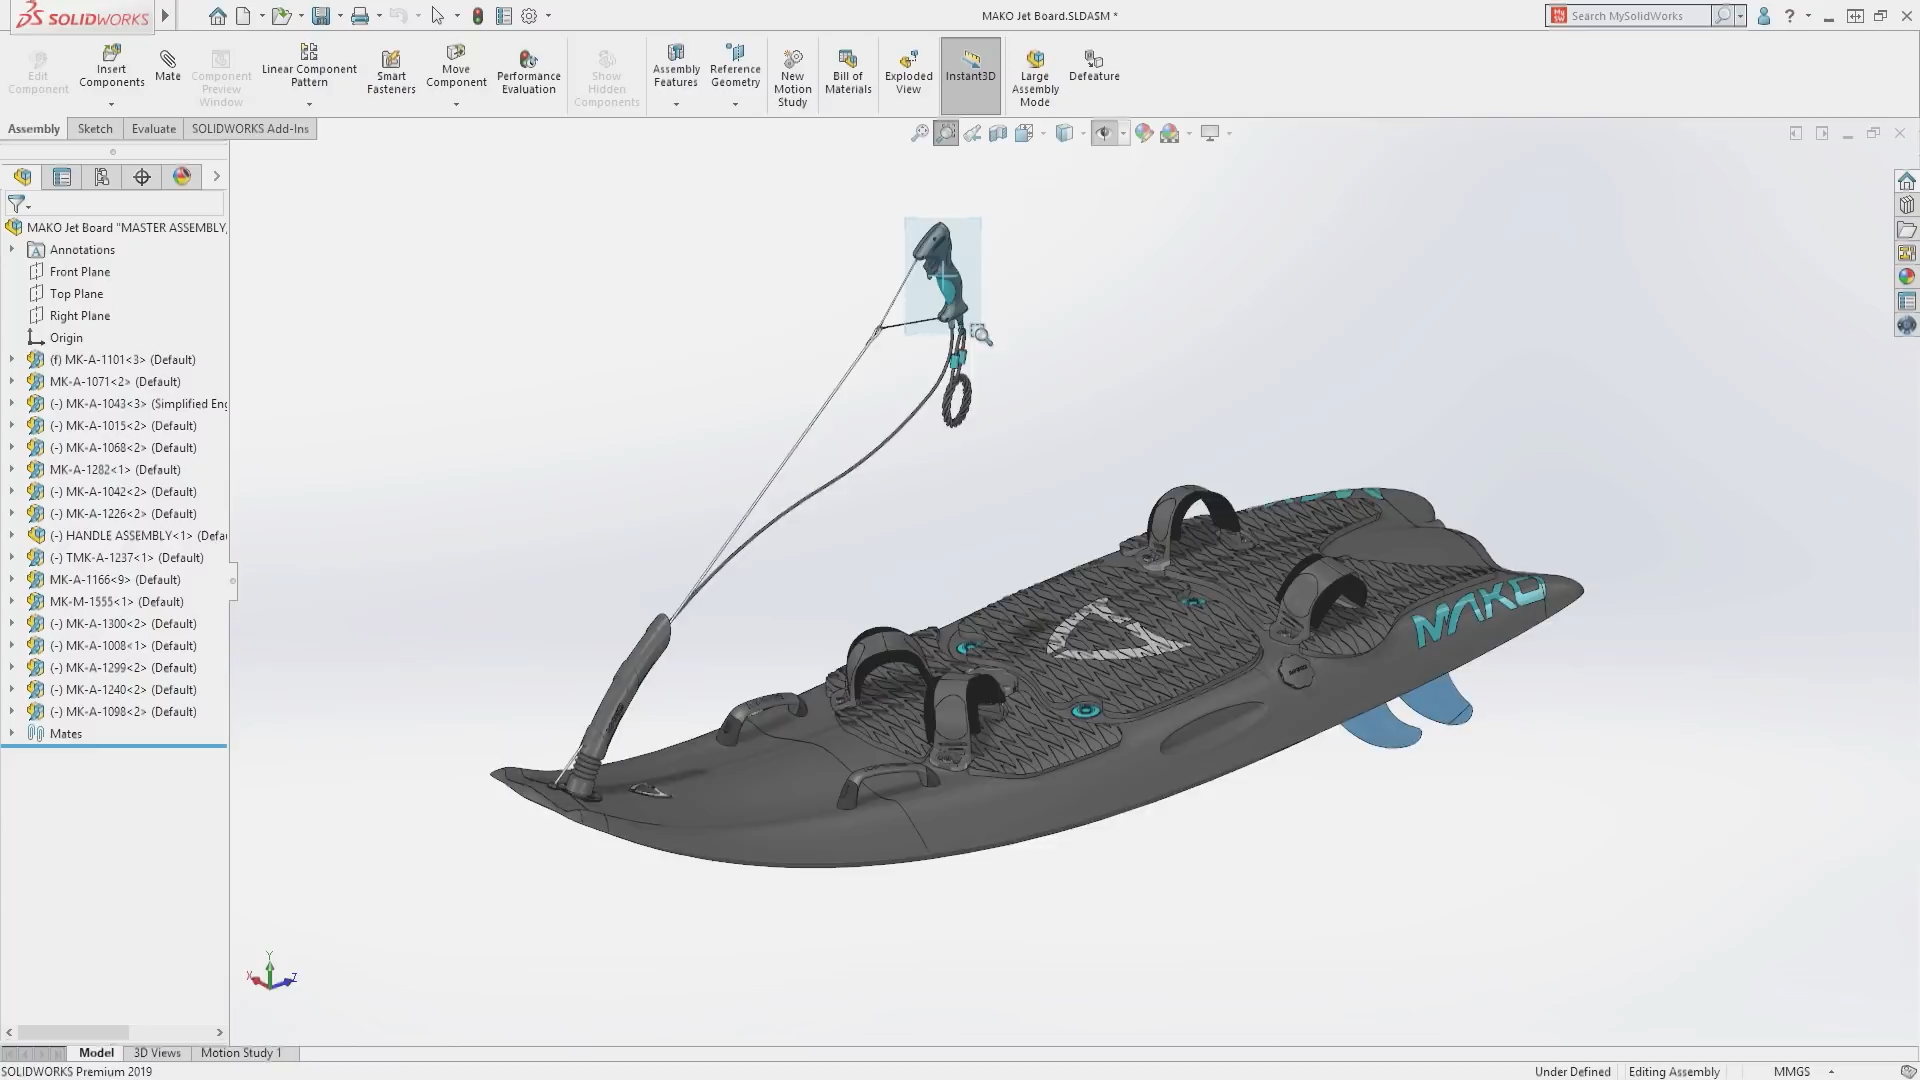 SOLIDWORKS
MAKO Jet Board.SLDASM *
Search MySolidWorks
Edit Component
Insert Components
Mate
Component Preview Window
Linear Component Pattern
Smart Fasteners
Move Component
Performance Evaluation
Show Hidden Components
Assembly Features
Reference Geometry
New Motion Study
Bill of Materials
Exploded View
Instant3D
Large Assembly Mode
Defeature
Assembly
Sketch
Evaluate
SOLIDWORKS Add-Ins
MAKO Jet Board "MASTER ASSEMBLY,
Annotations
Front Plane
Top Plane
Right Plane
Origin
(f) MK-A-1101<3> (Default)
MK-A-1071<2> (Default)
(-) MK-A-1043<3> (Simplified Eng
(-) MK-A-1015<2> (Default)
(-) MK-A-1068<2> (Default)
MK-A-1282<1> (Default)
(-) MK-A-1042<2> (Default)
(-) MK-A-1226<2> (Default)
(-) HANDLE ASSEMBLY<1> (Defau
(-) TMK-A-1237<1> (Default)
MK-A-1166<9> (Default)
MK-M-1555<1> (Default)
(-) MK-A-1300<2> (Default)
(-) MK-A-1008<1> (Default)
(-) MK-A-1299<2> (Default)
(-) MK-A-1240<2> (Default)
(-) MK-A-1098<2> (Default)
Mates
MAKO
Y
X
Z
Model
3D Views
Motion Study 1
SOLIDWORKS Premium 2019
Under Defined
Editing Assembly
MMGS